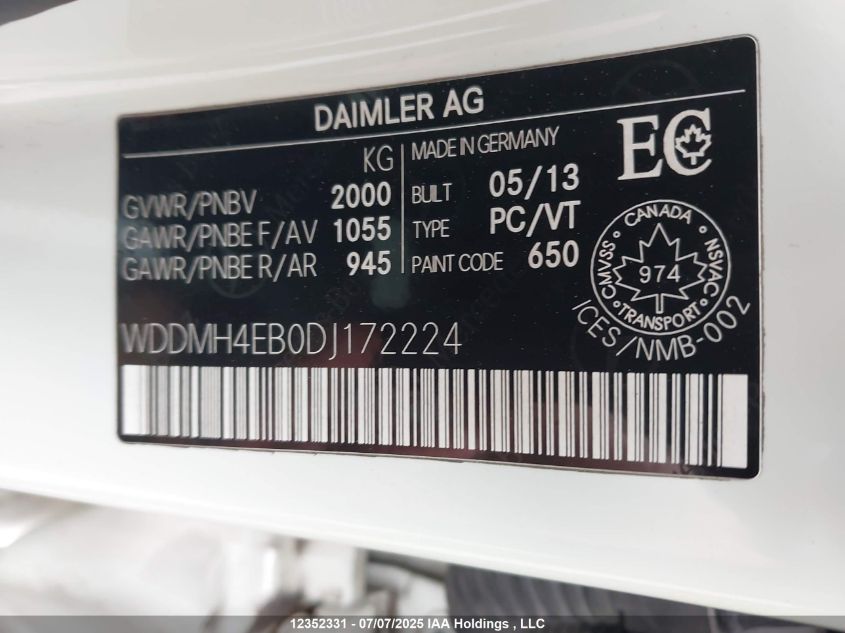 DAIMLER AG
KG
GVWR/PNBV 2000
GAWR/PNBE F/AV 1055
GAWR/PNBE R/AR 945
MADE IN GERMANY
BUILT 05/13
TYPE PC/VT
PAINT CODE 650
EC
CANADA
CMVSS 974 NSVAC
TRANSPORT
ICES/NMB-002
WDDMH4EB0DJ172224
12352331 - 07/07/2025 IAA Holdings , LLC